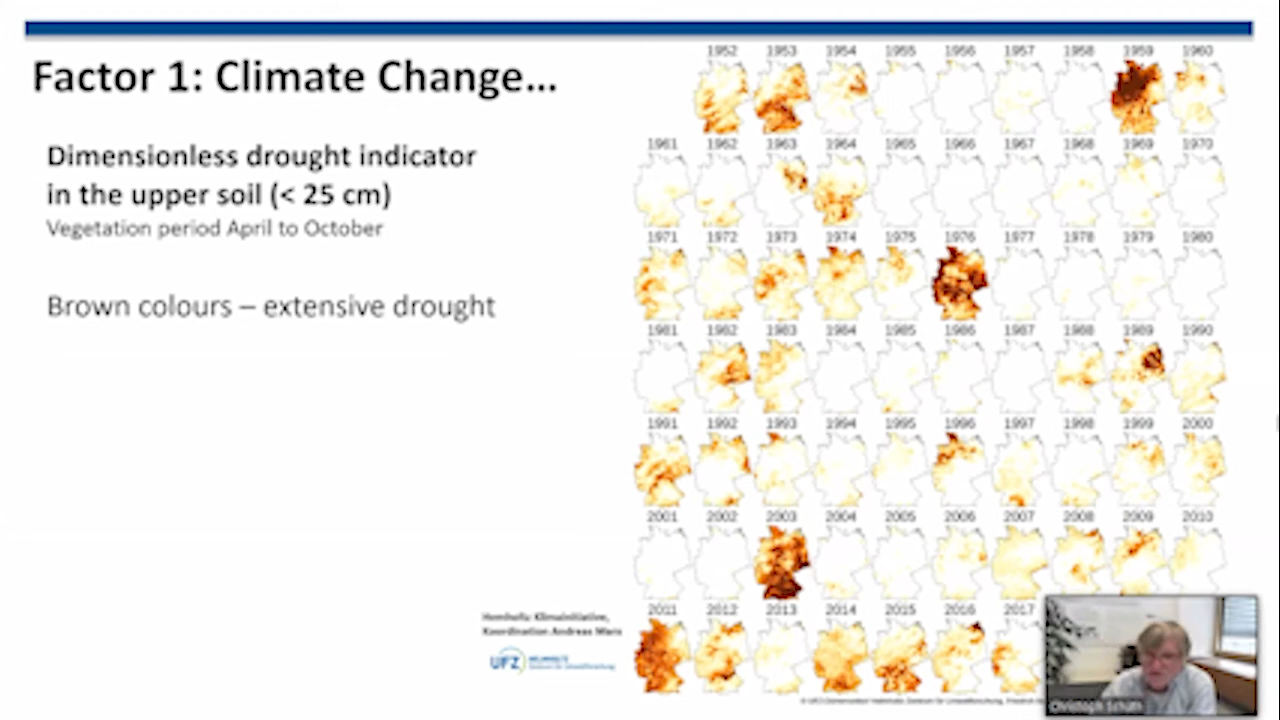 Factor 1: Climate Change...
Dimensionless drought indicator
in the upper soil (< 25 cm)
Vegetation period April to October
Brown colours – extensive drought
1952 1953 1954 1955 1956 1957 1958 1959 1960
1961 1962 1963 1964 1965 1966 1967 1968 1969 1970
1971 1972 1973 1974 1975 1976 1977 1978 1979 1980
1981 1982 1983 1984 1985 1986 1987 1988 1989 1990
1991 1992 1993 1994 1995 1996 1997 1998 1999 2000
2001 2002 2003 2004 2005 2006 2007 2008 2009 2010
2011 2012 2013 2014 2015 2016 2017
Helmholtz Klimainitiative,
Koordination Andreas Marx
UFZ HELMHOLTZ
Zentrum für Umweltforschung
Christoph